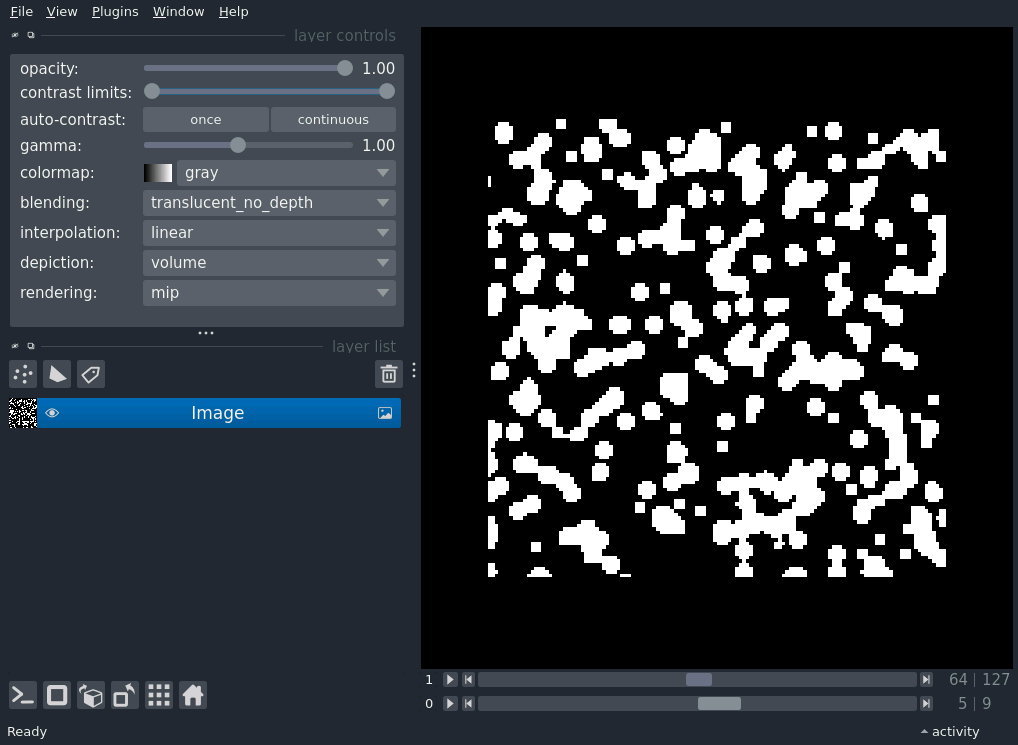 File View Plugins Window Help
layer controls
opacity: 1.00
contrast limits:
auto-contrast: once continuous
gamma: 1.00
colormap: gray
blending: translucent_no_depth
interpolation: linear
depiction: volume
rendering: mip
layer list
Image
1 64 | 127
0 5 | 9
Ready activity